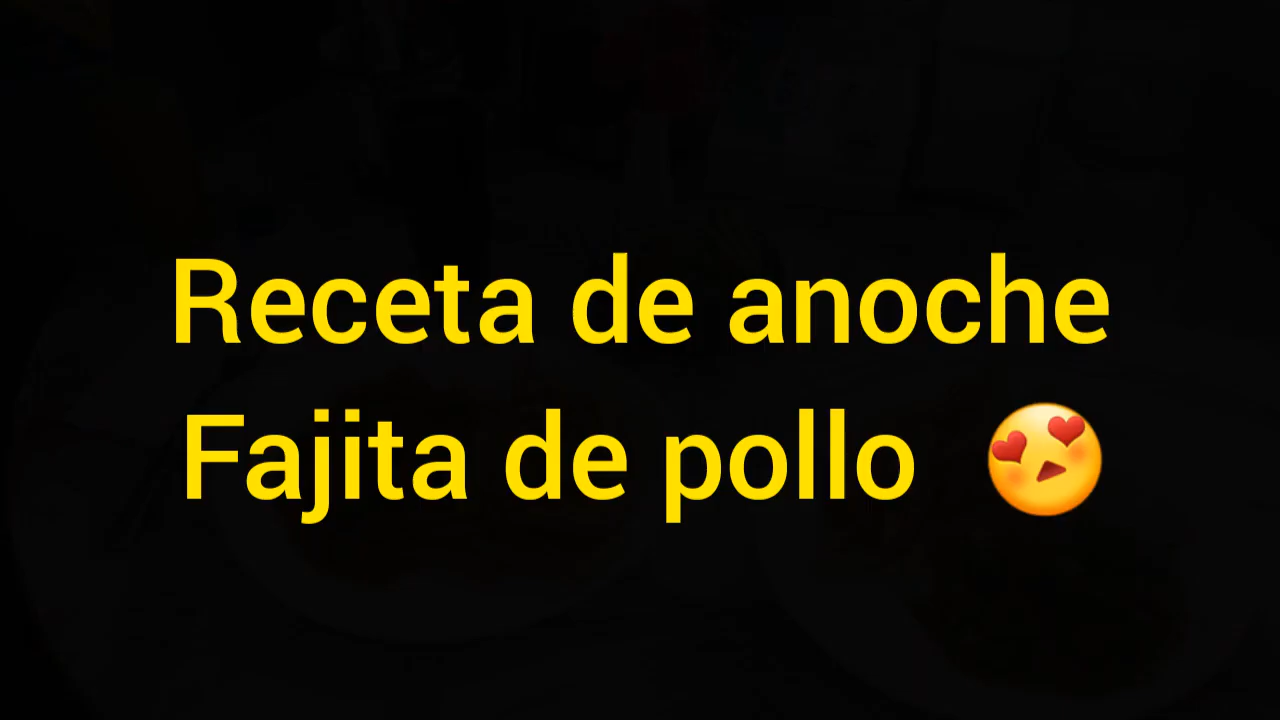 Receta de anoche
Fajita de pollo 😍